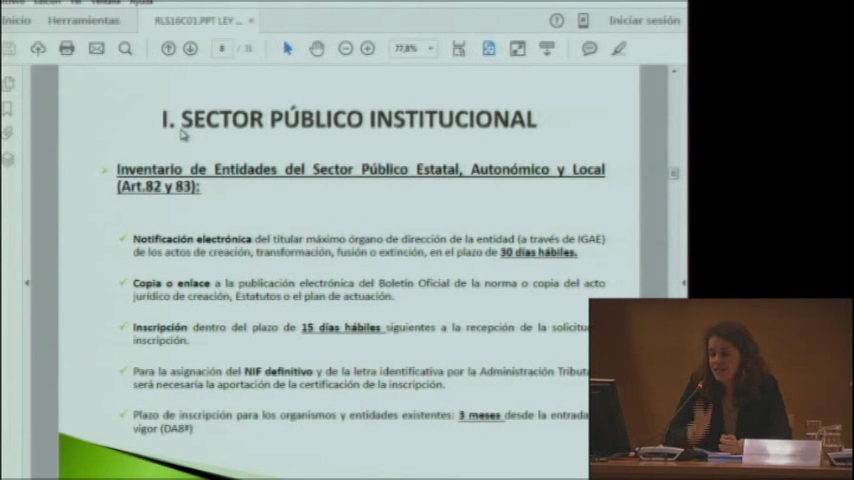 Inicio Herramientas RLS16C01.PPT LEY ... × Iniciar sesión
8 77,8%
I. SECTOR PÚBLICO INSTITUCIONAL
Inventario de Entidades del Sector Público Estatal, Autonómico y Local
(Art.82 y 83):
Notificación electrónica del titular máximo órgano de dirección de la entidad (a través de IGAE)
de los actos de creación, transformación, fusión o extinción, en el plazo de 30 días hábiles.
Copia o enlace a la publicación electrónica del Boletín Oficial de la norma o copia del acto
jurídico de creación, Estatutos o el plan de actuación.
Inscripción dentro del plazo de 15 días hábiles siguientes a la recepción de la
inscripción.
Para la asignación del NIF definitivo y de la letra identificativa por la Administración
será necesaria la aportación de la certificación de la inscripción.
Plazo de inscripción para los organismos y entidades existentes: 3 meses desde la entrada
vigor (DA8ª)